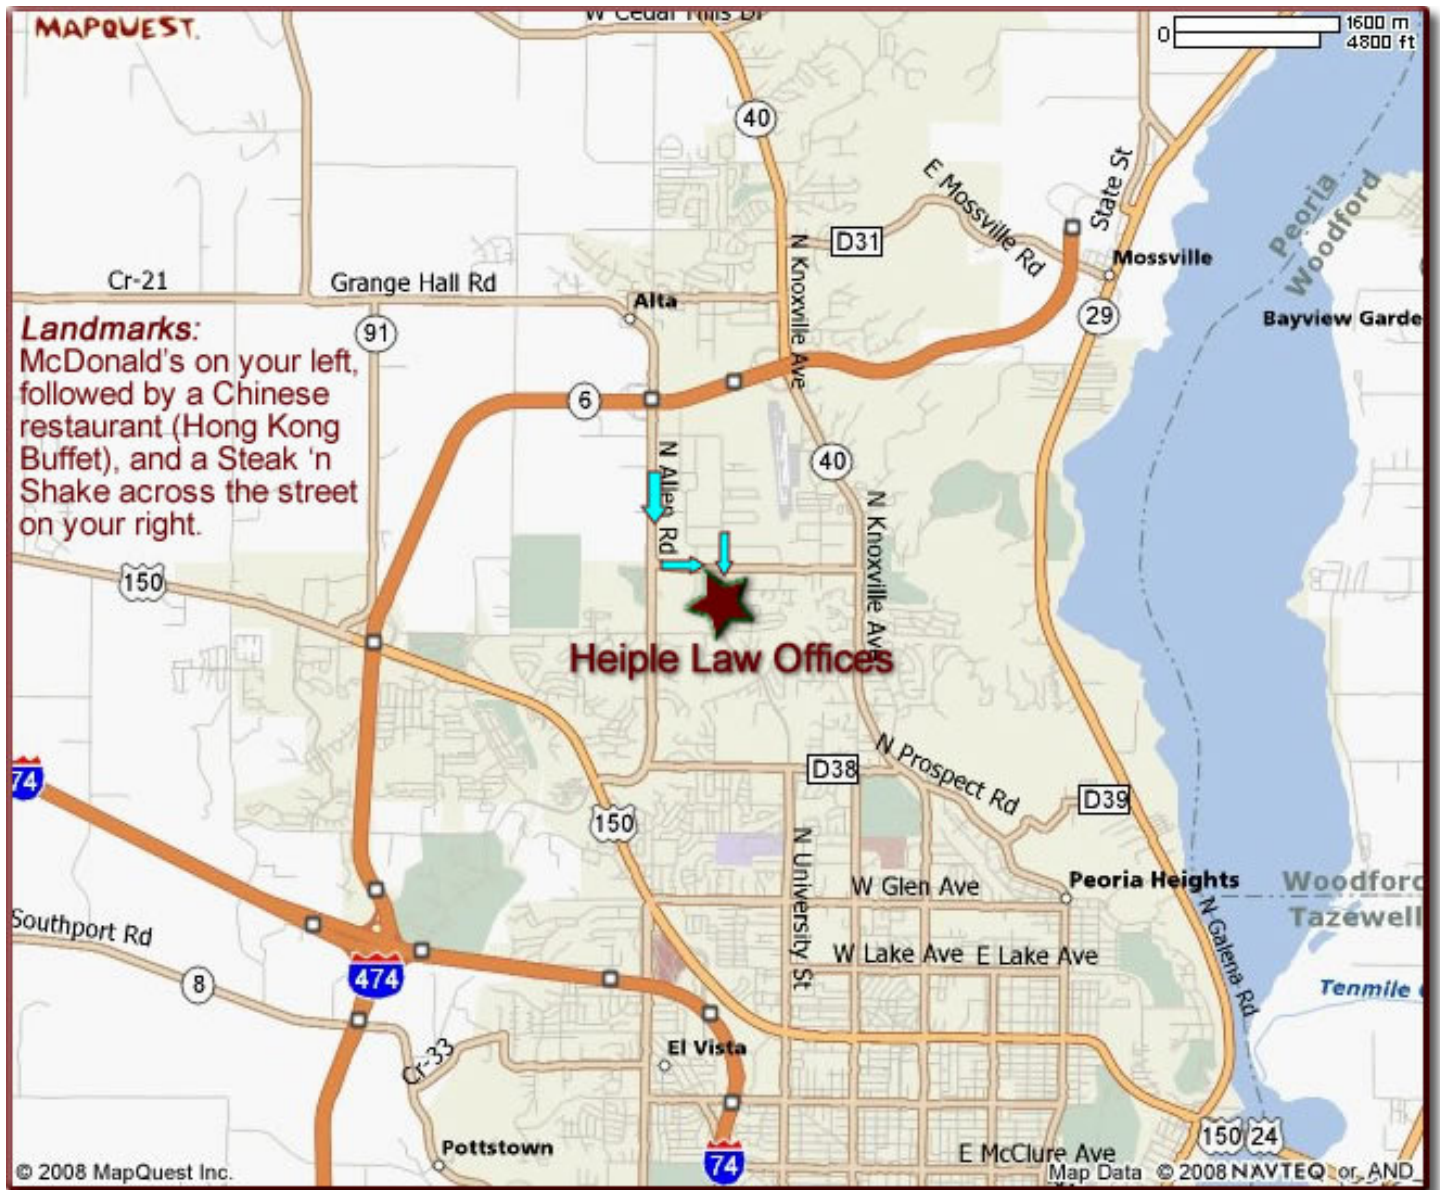 W Cedar Hills Dr
MAPQUEST.
0
1600 m
4800 ft
40
E Mossville Rd
State St
Peoria
Woodford
D31
N Knoxville Ave
Mossville
Cr-21
Grange Hall Rd
Alta
29
Bayview Garde
Landmarks:
McDonald's on your left,
followed by a Chinese
restaurant (Hong Kong
Buffet), and a Steak 'n
Shake across the street
on your right.
91
6
40
N Allen Rd
N Knoxville Ave
150
Heiple Law Offices
N Prospect Rd
D38
74
D39
150
N University St
W Glen Ave
Peoria Heights
Woodford
Tazewell
N Galena Rd
Southport Rd
W Lake Ave
E Lake Ave
474
8
Tenmile
El Vista
Cr-33
150
24
Pottstown
74
E McClure Ave
© 2008 MapQuest Inc.
Map Data © 2008 NAVTEQ or AND